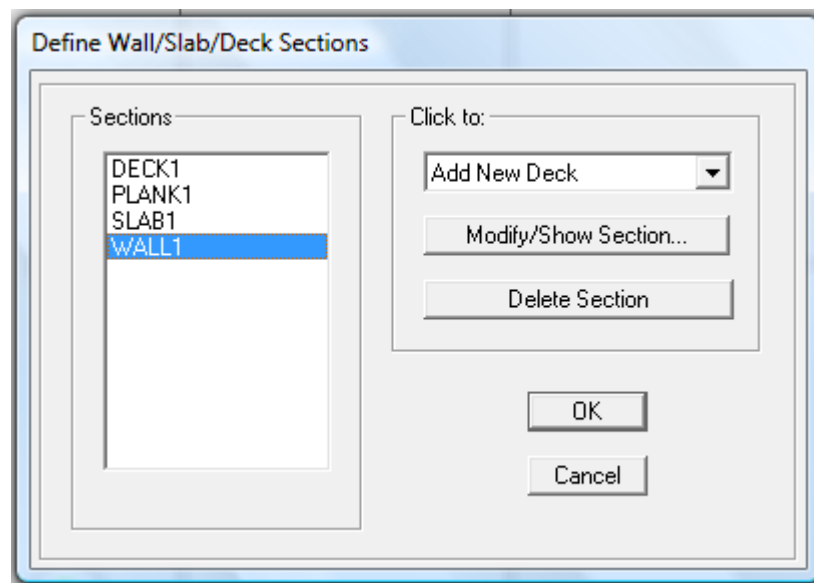 Define Wall/Slab/Deck Sections
Sections
DECK1
PLANK1
SLAB1
WALL1
Click to:
Add New Deck
Modify/Show Section...
Delete Section
OK
Cancel